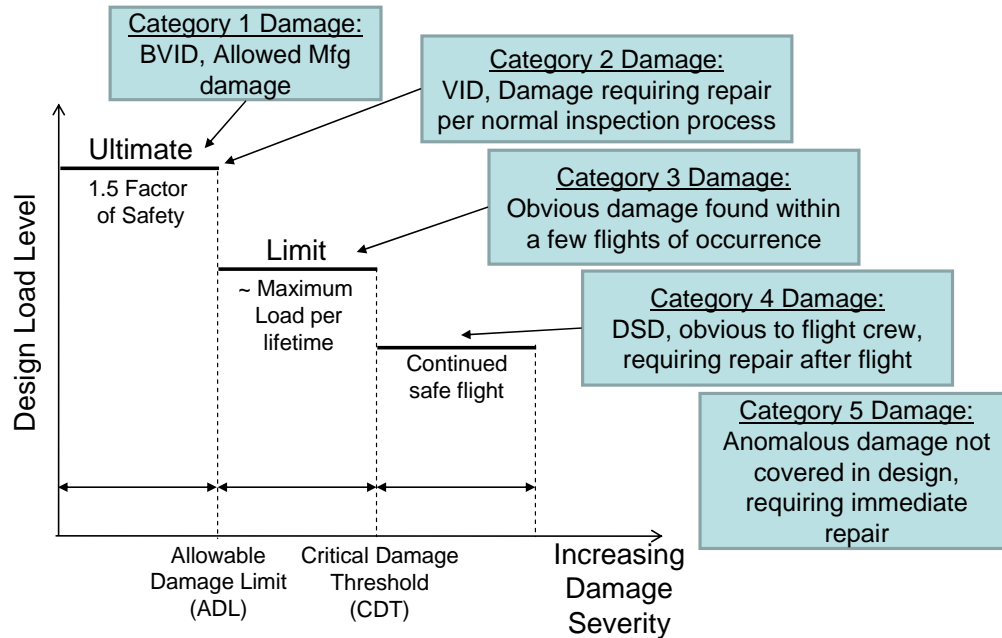 Category 1 Damage:
BVID, Allowed Mfg
damage
Category 2 Damage:
VID, Damage requiring repair
per normal inspection process
Ultimate
1.5 Factor
of Safety
Category 3 Damage:
Obvious damage found within
a few flights of occurrence
Limit
~ Maximum
Load per
lifetime
Category 4 Damage:
DSD, obvious to flight crew,
requiring repair after flight
Continued
safe flight
Category 5 Damage:
Anomalous damage not
covered in design,
requiring immediate
repair
Design Load Level
Allowable
Damage Limit
(ADL)
Critical Damage
Threshold
(CDT)
Increasing
Damage
Severity